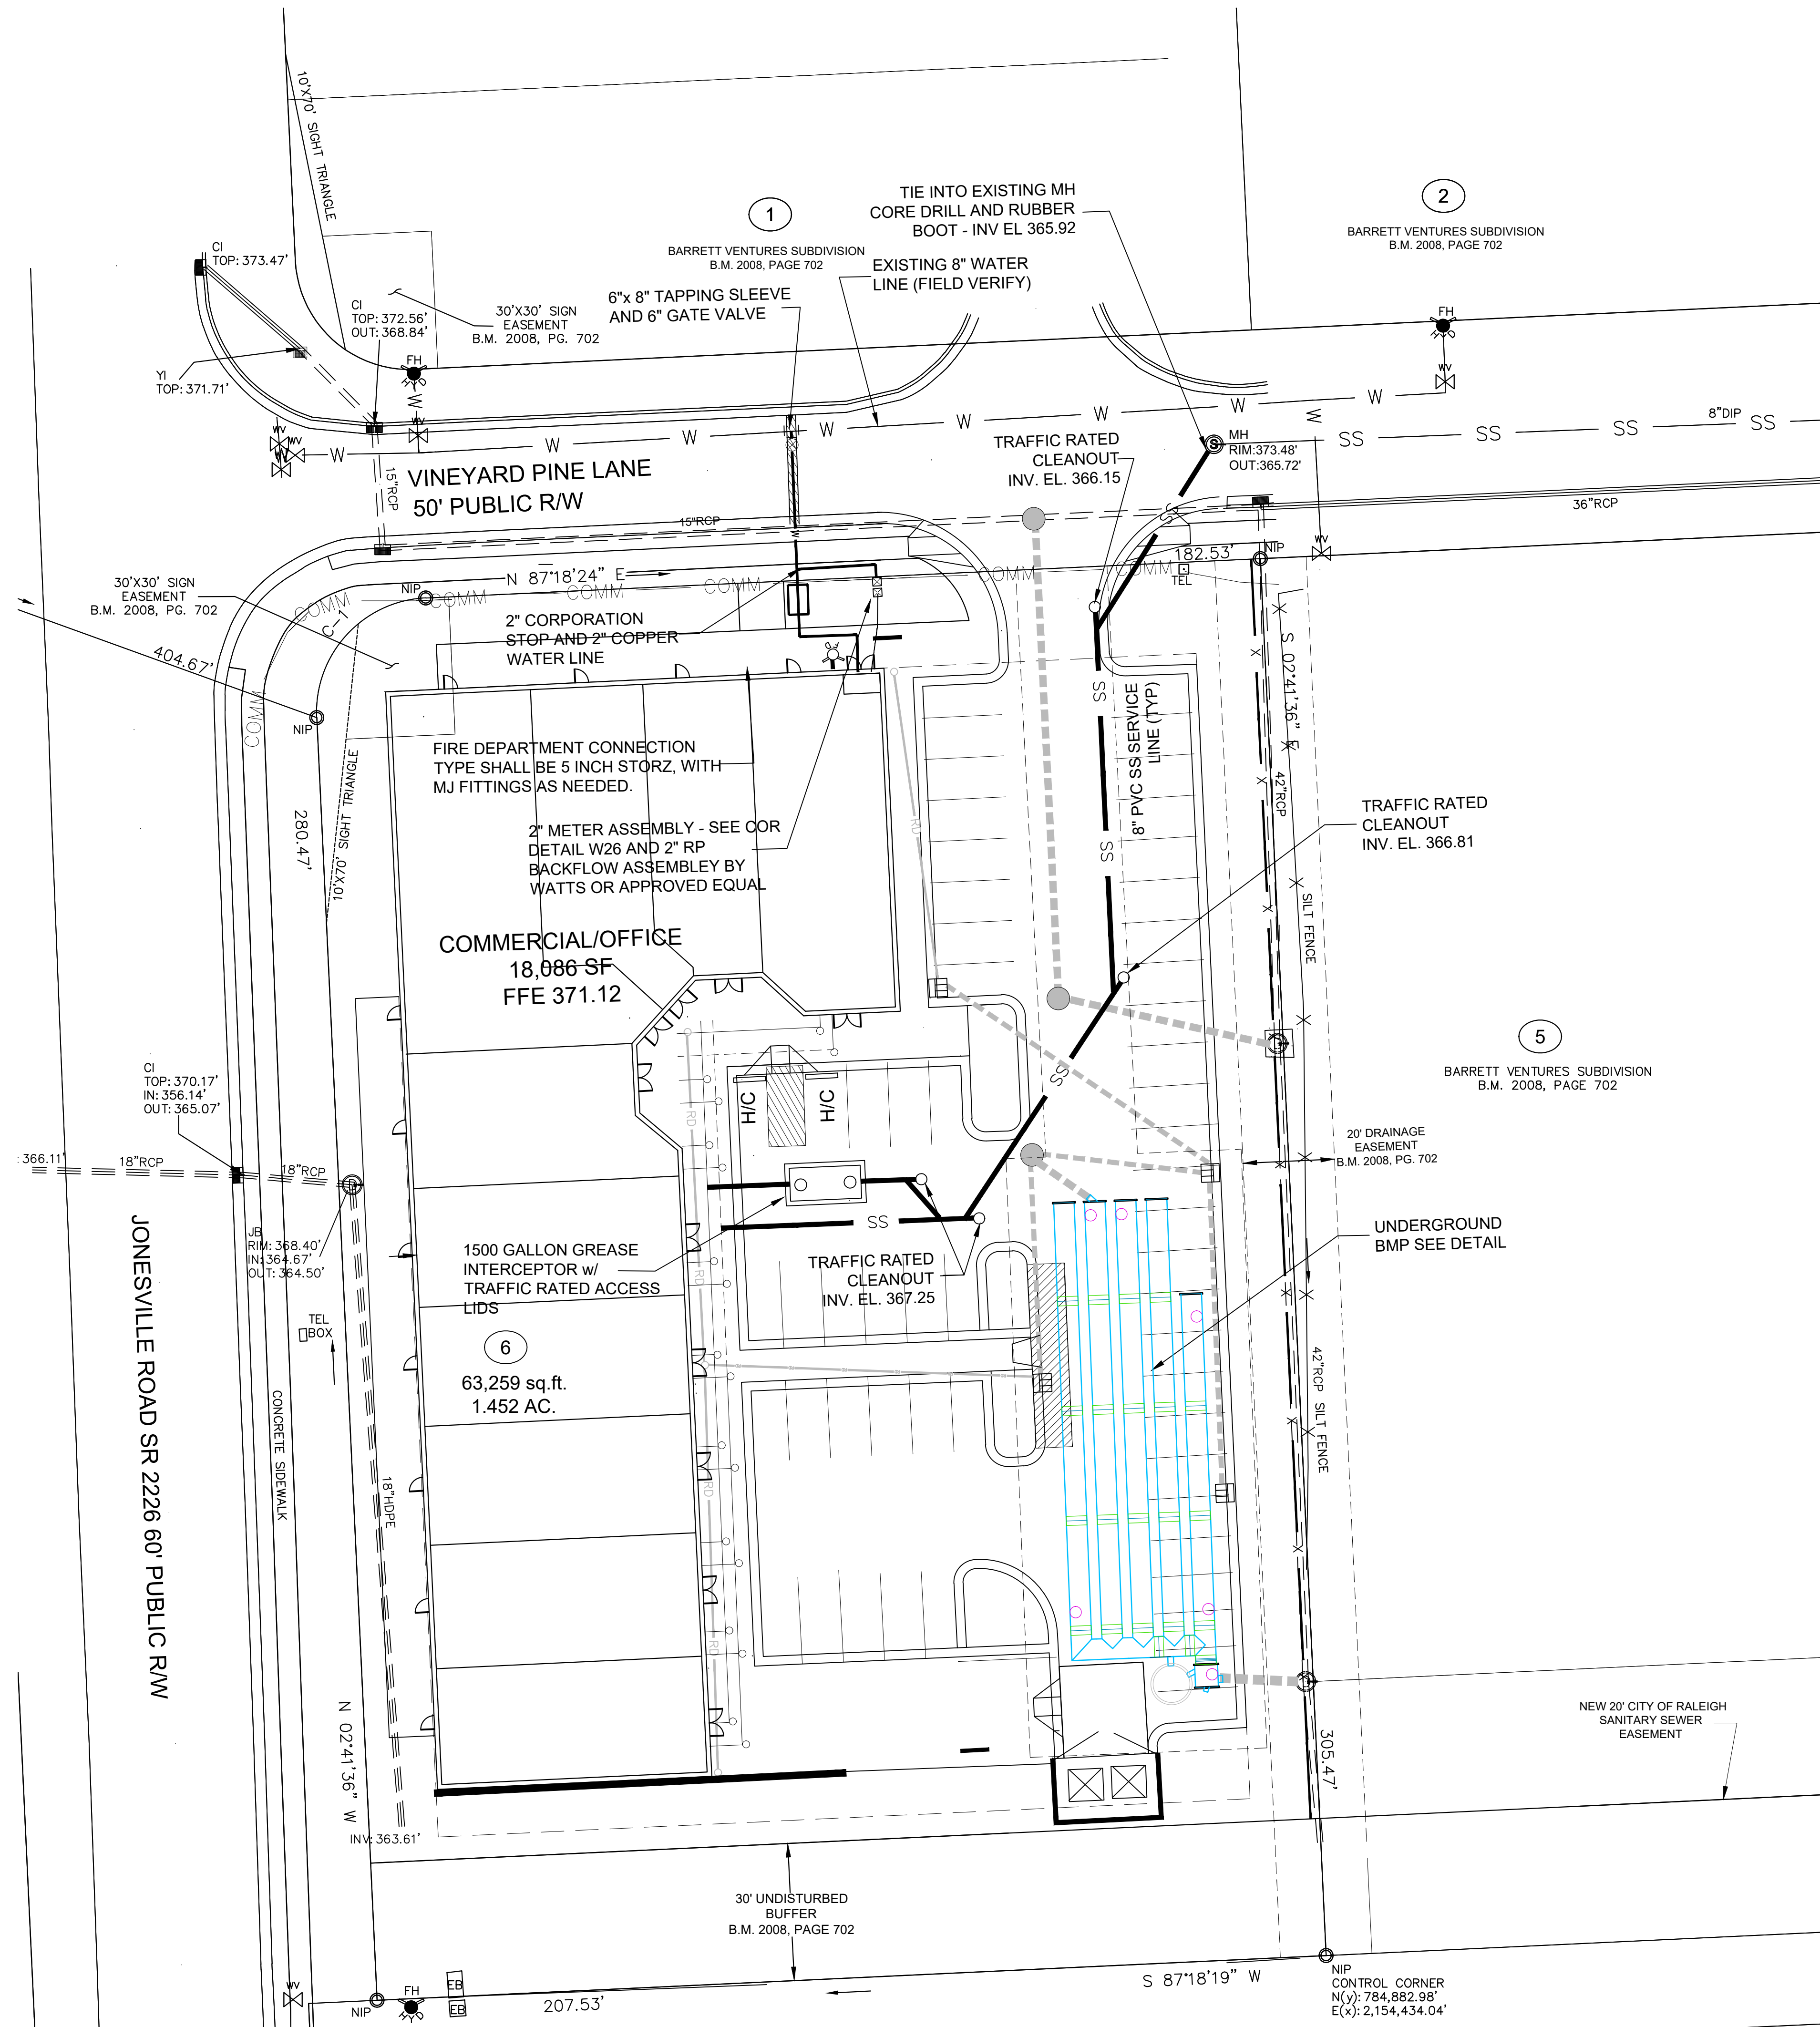 10'X70' SIGHT TRIANGLE
1
BARRETT VENTURES SUBDIVISION
B.M. 2008, PAGE 702
TIE INTO EXISTING MH
CORE DRILL AND RUBBER
BOOT - INV EL 365.92
2
BARRETT VENTURES SUBDIVISION
B.M. 2008, PAGE 702
CI
TOP: 373.47'
EXISTING 8" WATER
LINE (FIELD VERIFY)
6"x 8" TAPPING SLEEVE
AND 6" GATE VALVE
CI
TOP: 372.56'
OUT: 368.84'
30'X30' SIGN
EASEMENT
B.M. 2008, PG. 702
FH
HYD
WV
FH
HYD
WV
YI
TOP: 371.71'
W
WV
WV
W
W
W
W
W
W
W
W
W
W
8"DIP
SS
SS
SS
SS
TRAFFIC RATED
CLEANOUT
INV. EL. 366.15
S
MH
RIM:373.48'
OUT:365.72'
VINEYARD PINE LANE
50' PUBLIC R/W
15"RCP
15"RCP
W
36"RCP
SS
182.53'
NIP
WV
TEL
30'X30' SIGN
EASEMENT
B.M. 2008, PG. 702
N 87°18'24" E
NIP
COMM
COMM
COMM
COMM
COMM
COMM
COMM
C-1
404.67'
NIP
2" CORPORATION
STOP AND 2" COPPER
WATER LINE
S 02°41'36" E
10'X70' SIGHT TRIANGLE
280.47'
FIRE DEPARTMENT CONNECTION
TYPE SHALL BE 5 INCH STORZ, WITH
MJ FITTINGS AS NEEDED.
SS
8" PVC SS SERVICE
LINE (TYP)
42"RCP
2" METER ASSEMBLY - SEE COR
DETAIL W26 AND 2" RP
BACKFLOW ASSEMBLEY BY
WATTS OR APPROVED EQUAL
RD
SS
TRAFFIC RATED
CLEANOUT
INV. EL. 366.81
SILT FENCE
COMMERCIAL/OFFICE
18,086 SF
FFE 371.12
5
BARRETT VENTURES SUBDIVISION
B.M. 2008, PAGE 702
CI
TOP: 370.17'
IN: 356.14'
OUT: 365.07'
H/C
H/C
SS
RD
20' DRAINAGE
EASEMENT
B.M. 2008, PG. 702
: 366.11'
18"RCP
18"RCP
JB
RIM: 368.40'
IN: 364.67'
OUT: 364.50'
SS
1500 GALLON GREASE
INTERCEPTOR w/
TRAFFIC RATED ACCESS
LIDS
TRAFFIC RATED
CLEANOUT
INV. EL. 367.25
RD
UNDERGROUND
BMP SEE DETAIL
TEL
BOX
6
63,259 sq.ft.
1.452 AC.
JONESVILLE ROAD SR 2226 60' PUBLIC R/W
CONCRETE SIDEWALK
42"RCP
SILT FENCE
18"HDPE
RD
RD
N 02°41'36" W
INV: 363.61'
NEW 20' CITY OF RALEIGH
SANITARY SEWER
EASEMENT
305.47'
30' UNDISTURBED
BUFFER
B.M. 2008, PAGE 702
WV
NIP
FH
HYD
EB
EB
207.53'
S 87°18'19" W
NIP
CONTROL CORNER
N(y): 784,882.98'
E(x): 2,154,434.04'